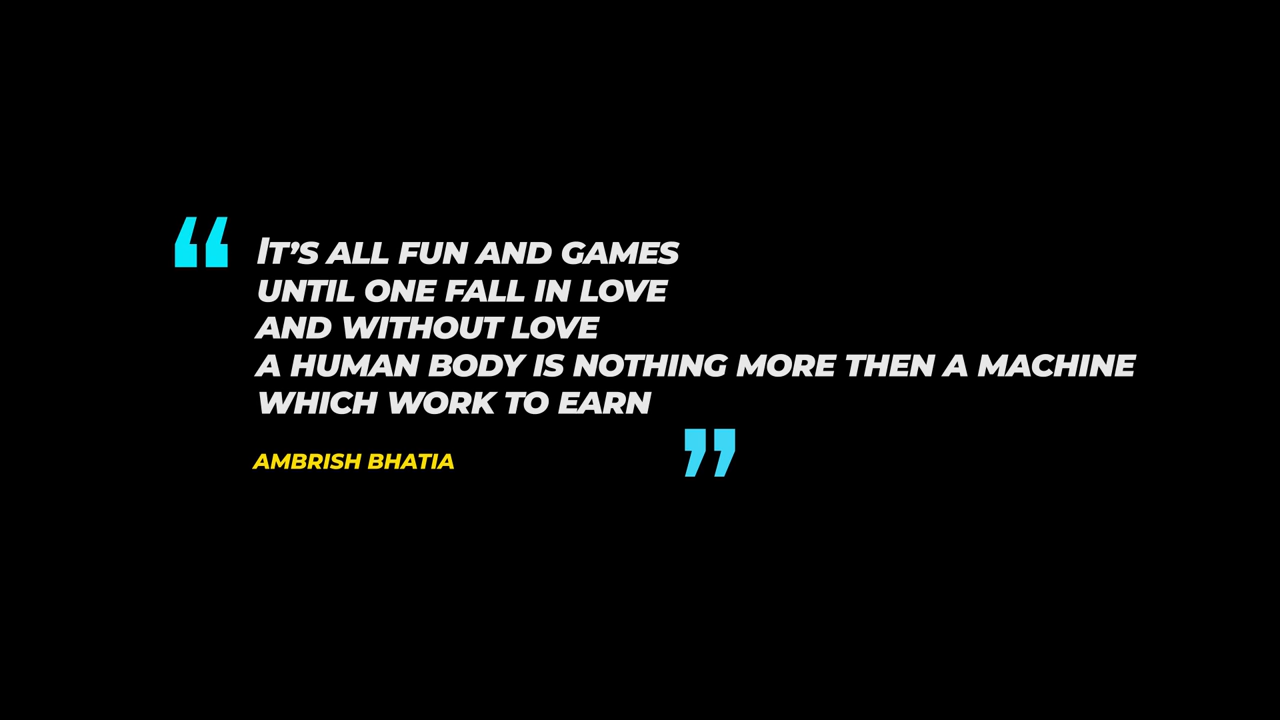 “ IT’S ALL FUN AND GAMES
UNTIL ONE FALL IN LOVE
AND WITHOUT LOVE
A HUMAN BODY IS NOTHING MORE THEN A MACHINE
WHICH WORK TO EARN ”
AMBRISH BHATIA